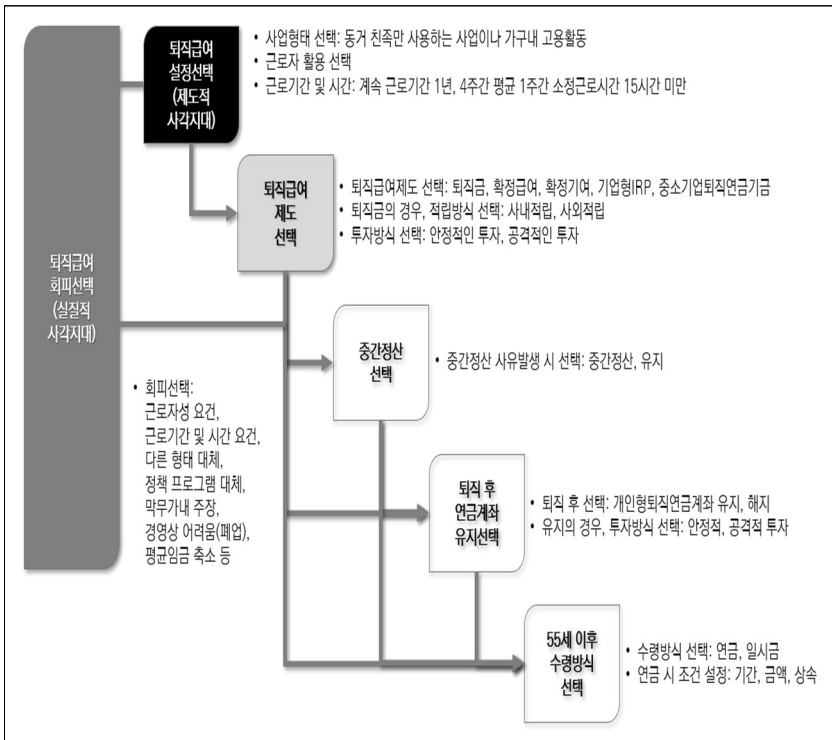 퇴직급여
설정선택
(제도적
사각지대)
• 사업형태 선택: 동거 친족만 사용하는 사업이나 가구내 고용활동
• 근로자 활용 선택
• 근로기간 및 시간: 계속 근로기간 1년, 4주간 평균 1주간 소정근로시간 15시간 미만
퇴직급여
제도
선택
• 퇴직급여제도 선택: 퇴직금, 확정급여, 확정기여, 기업형IRP, 중소기업퇴직연금기금
• 퇴직금의 경우, 적립방식 선택: 사내적립, 사외적립
• 투자방식 선택: 안정적인 투자, 공격적인 투자
퇴직급여
회피선택
(실질적
사각지대)
중간정산
선택
• 중간정산 사유발생 시 선택: 중간정산, 유지
• 회피선택:
근로자성 요건,
근로기간 및 시간 요건,
다른 형태 대체,
정책 프로그램 대체,
막무가내 주장,
경영상 어려움(폐업),
평균임금 축소 등
퇴직 후
연금계좌
유지선택
• 퇴직 후 선택: 개인형퇴직연금계좌 유지, 해지
• 유지의 경우, 투자방식 선택: 안정적, 공격적 투자
55세 이후
수령방식
선택
• 수령방식 선택: 연금, 일시금
• 연금 시 조건 설정: 기간, 금액, 상속